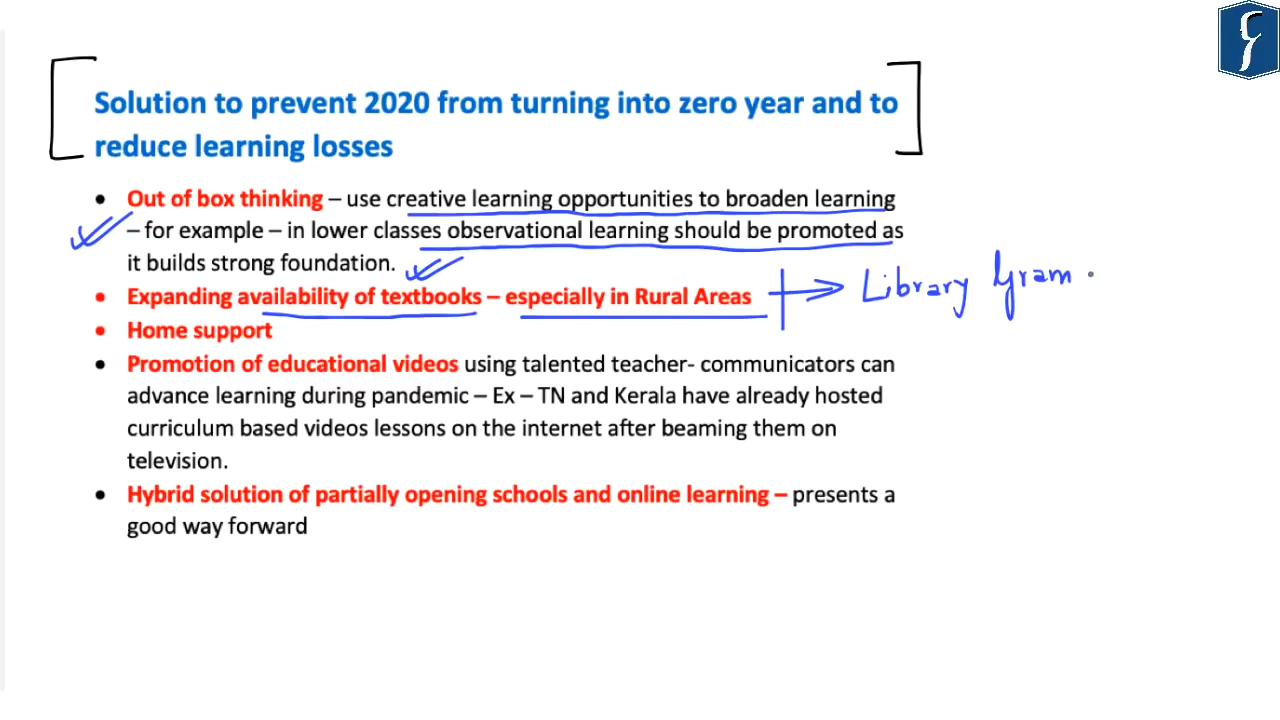 Solution to prevent 2020 from turning into zero year and to
reduce learning losses
• Out of box thinking – use creative learning opportunities to broaden learning
– for example – in lower classes observational learning should be promoted as
it builds strong foundation.
• Expanding availability of textbooks – especially in Rural Areas
Library Gram
• Home support
• Promotion of educational videos using talented teacher- communicators can
advance learning during pandemic – Ex – TN and Kerala have already hosted
curriculum based videos lessons on the internet after beaming them on
television.
• Hybrid solution of partially opening schools and online learning – presents a
good way forward